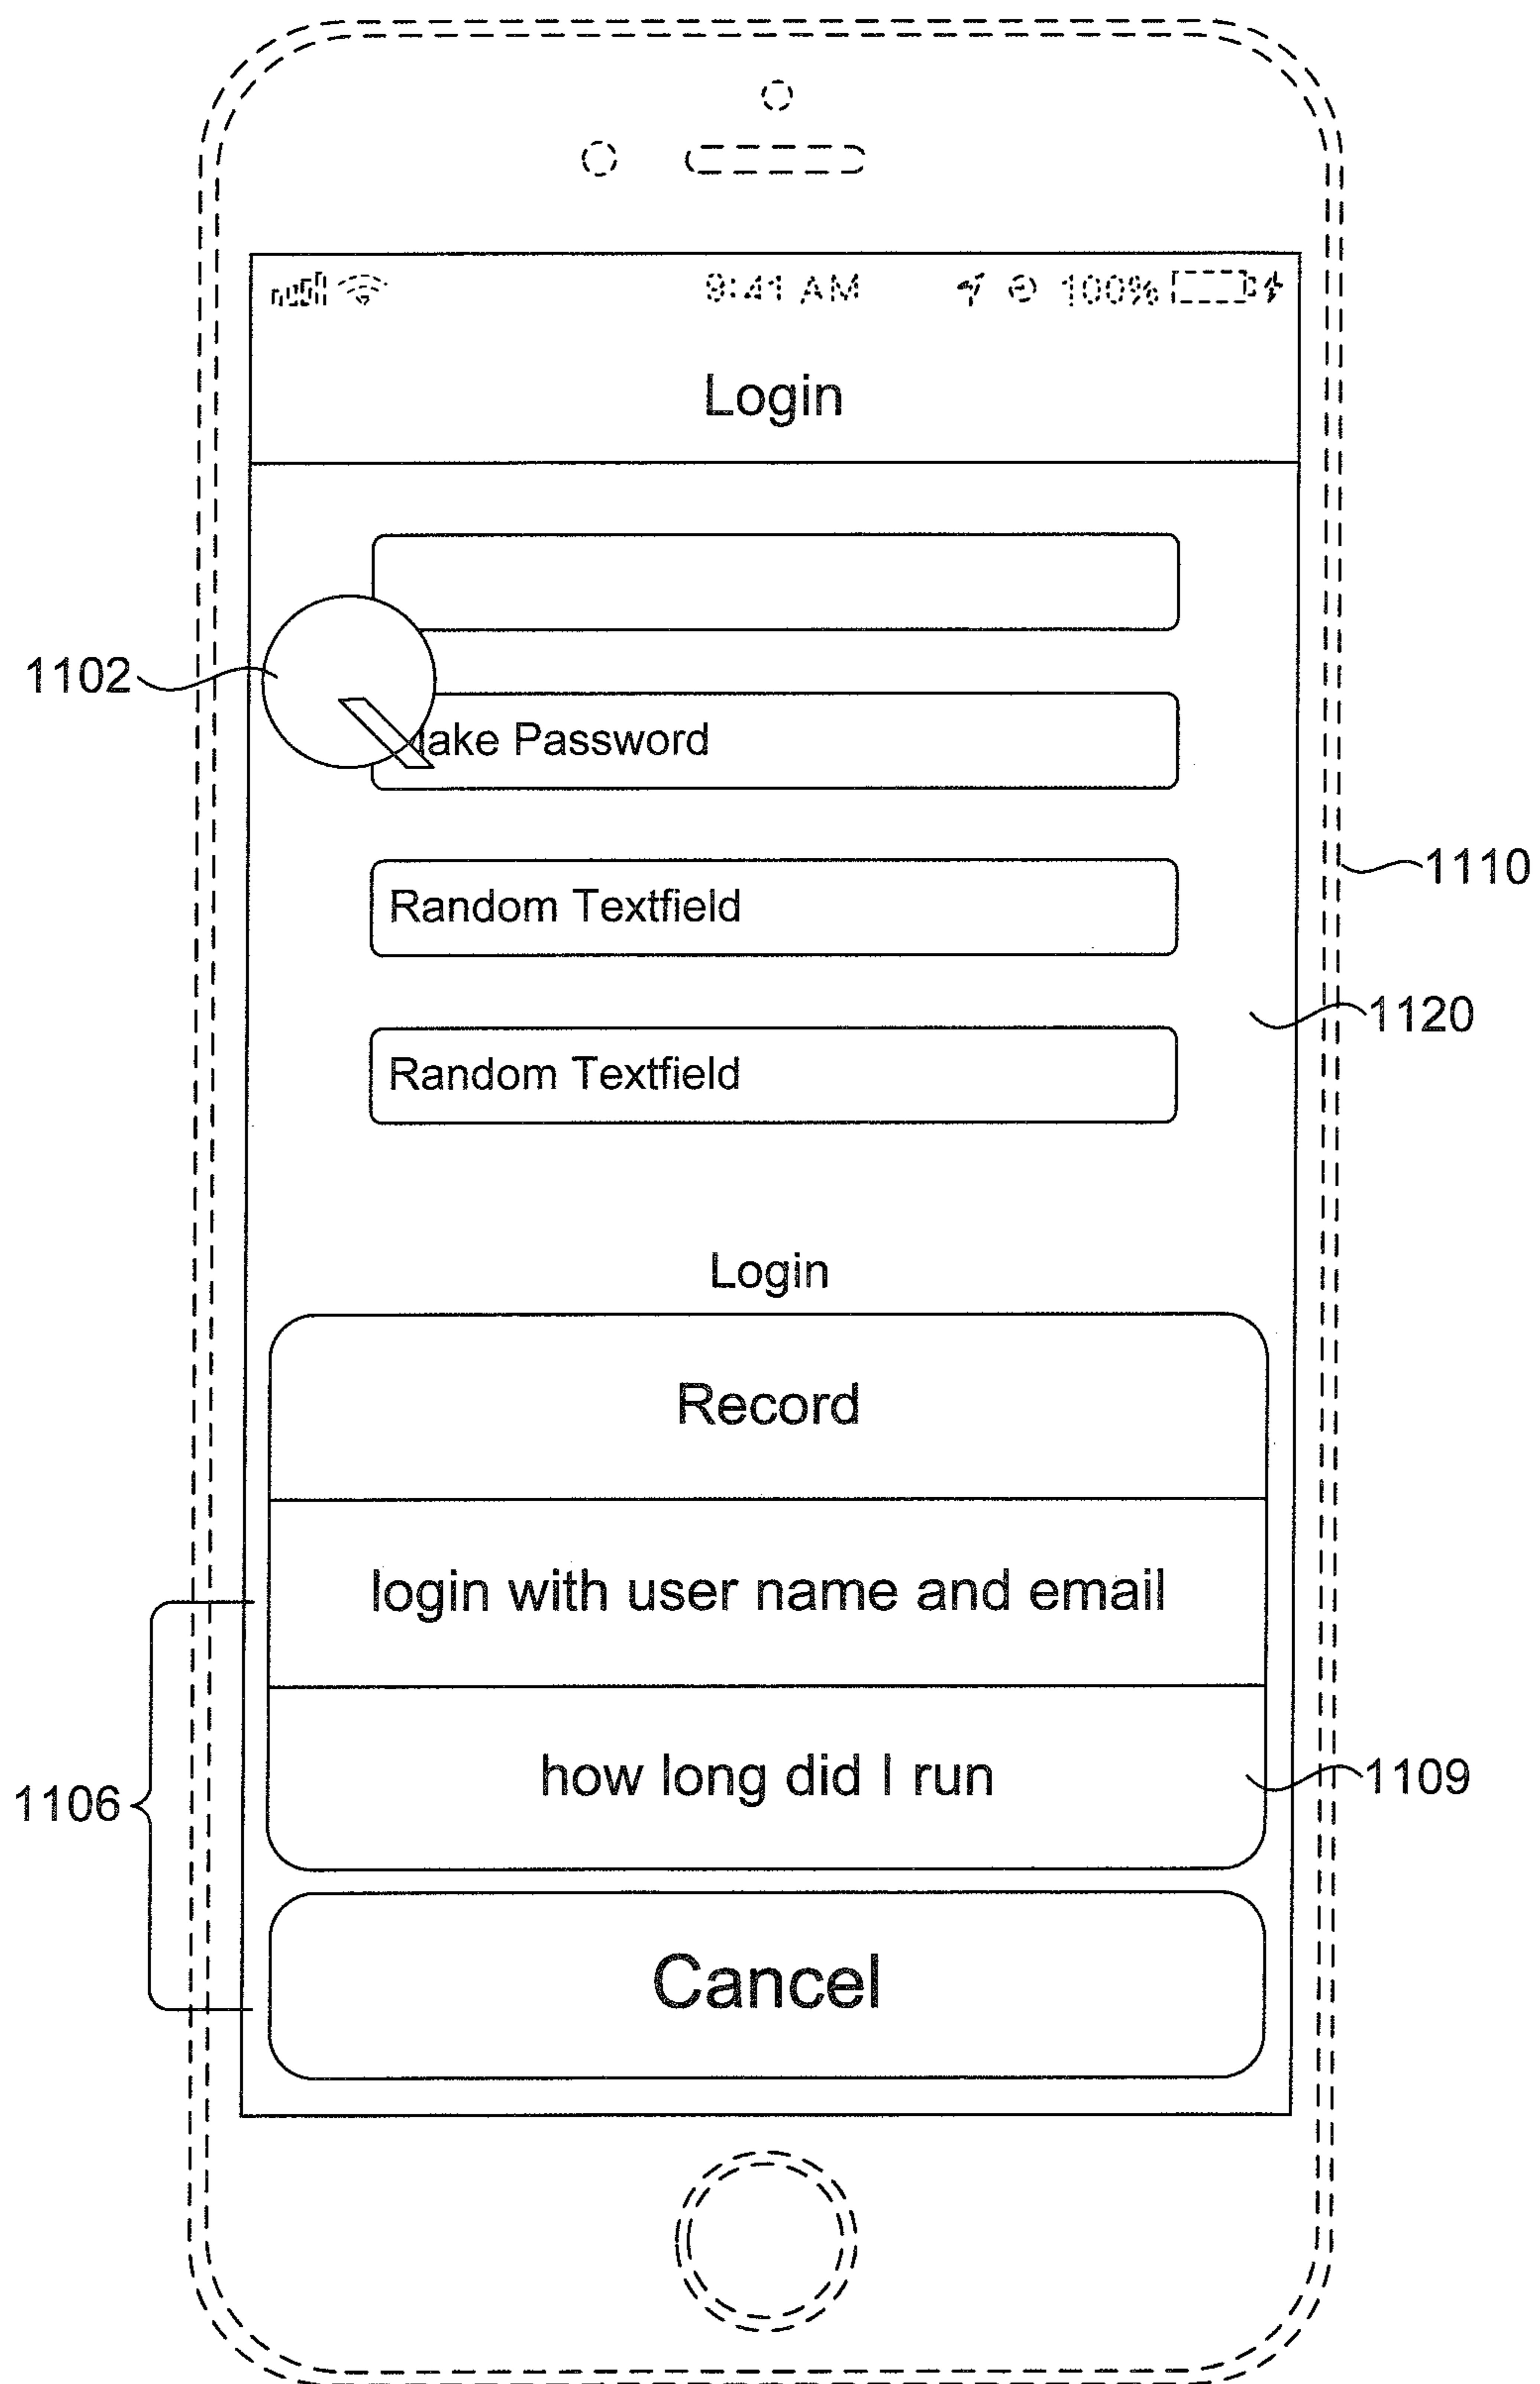 9:41 AM 100%
Login
1102
ake Password
Random Textfield
1110
1120
Random Textfield
Login
Record
login with user name and email
how long did I run
1106
1109
Cancel